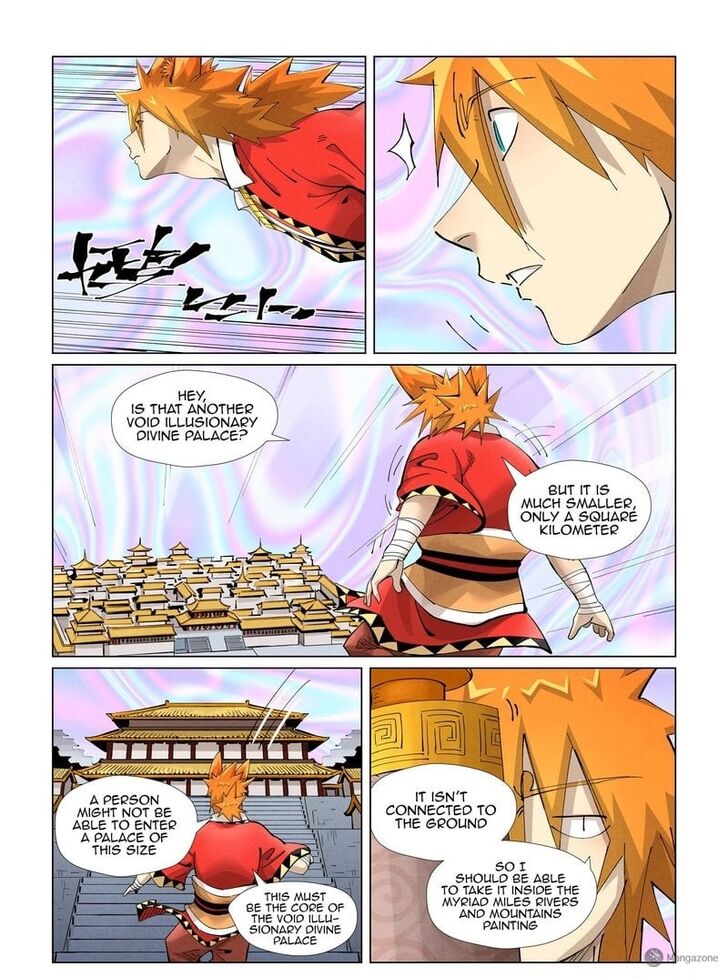 HEY,
IS THAT ANOTHER
VOID ILLUSIONARY
DIVINE PALACE?
BUT IT IS
MUCH SMALLER,
ONLY A SQUARE
KILOMETER
A PERSON
MIGHT NOT BE
ABLE TO ENTER
A PALACE OF
THIS SIZE
THIS MUST
BE THE CORE OF
THE VOID ILLU-
SIONARY DIVINE
PALACE
IT ISN'T
CONNECTED TO
THE GROUND
SO I
SHOULD BE ABLE
TO TAKE IT INSIDE THE
MYRIAD MILES RIVERS
AND MOUNTAINS
PAINTING
Mangazone